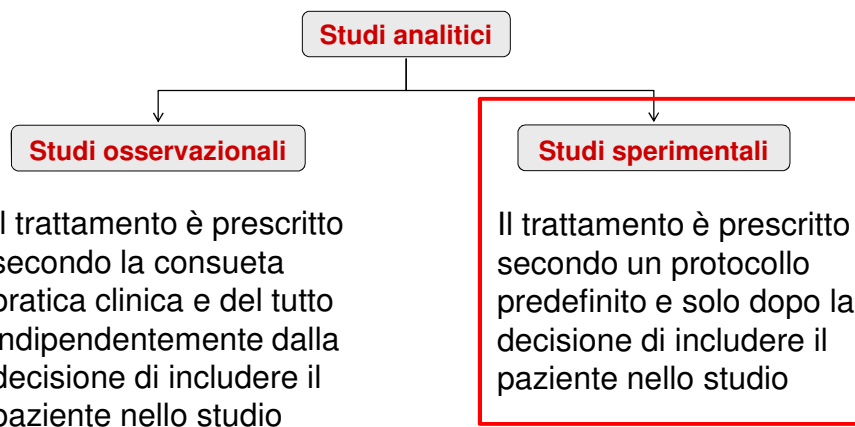 Studi analitici
Studi osservazionali
Studi sperimentali
l trattamento è prescritto
secondo la consueta
pratica clinica e del tutto
indipendentemente dalla
decisione di includere il
paziente nello studio
Il trattamento è prescritto
secondo un protocollo
predefinito e solo dopo la
decisione di includere il
paziente nello studio